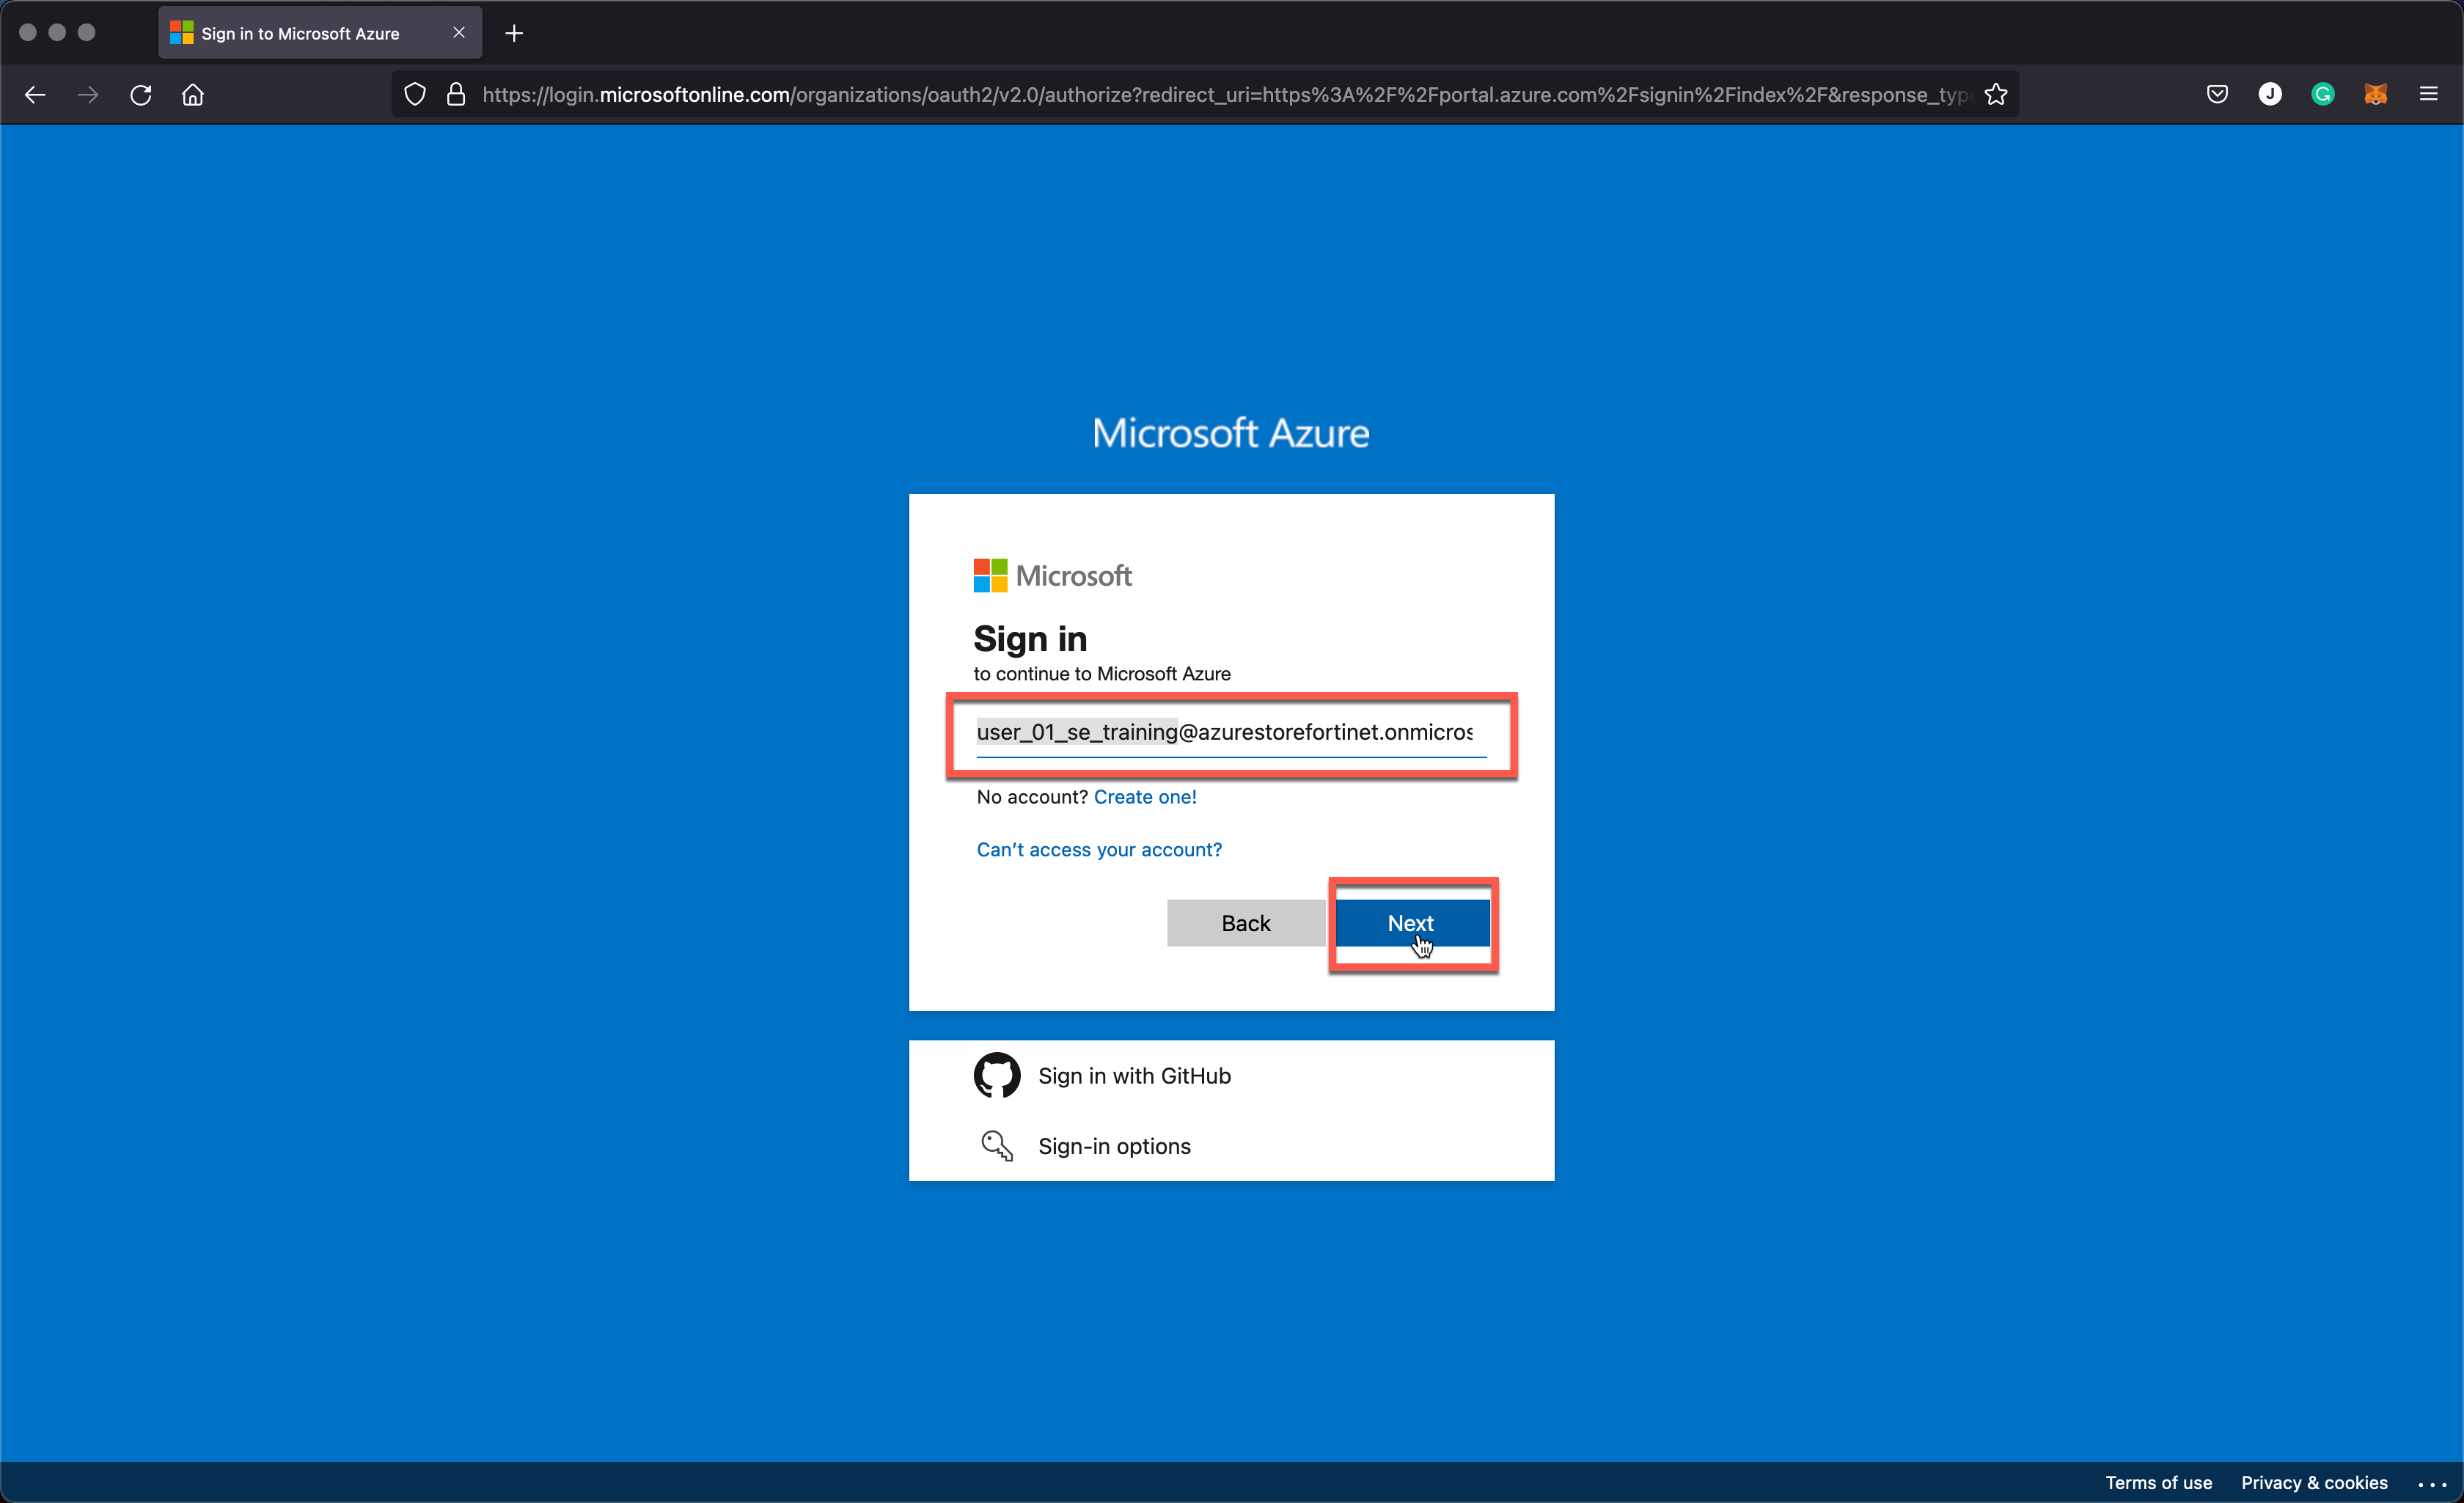 Sign in to Microsoft Azure
https://login.microsoftonline.com/organizations/oauth2/v2.0/authorize?redirect_uri=https%3A%2F%2Fportal.azure.com%2Fsignin%2Findex%2F&response_typ
J
Microsoft Azure
Microsoft
Sign in
to continue to Microsoft Azure
user_01_se_training@azurestorefortinet.onmicros
No account? Create one!
Can't access your account?
Back Next
Sign in with GitHub
Sign-in options
Terms of use Privacy & cookies ...